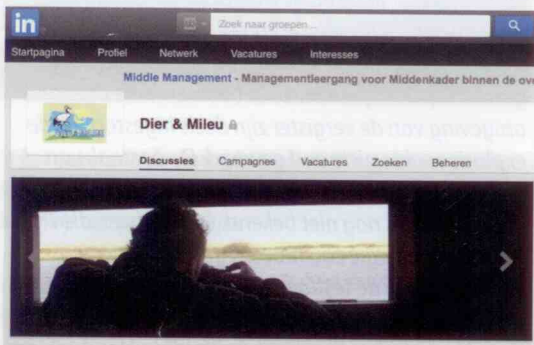 in
Zoek naar groepen...
Startpagina Profiel Netwerk Vacatures Interesses
Middle Management - Managementleergang voor Middenkader binnen de ove
Dier & Mileu
Discussies Campagnes Vacatures Zoeken Beheren